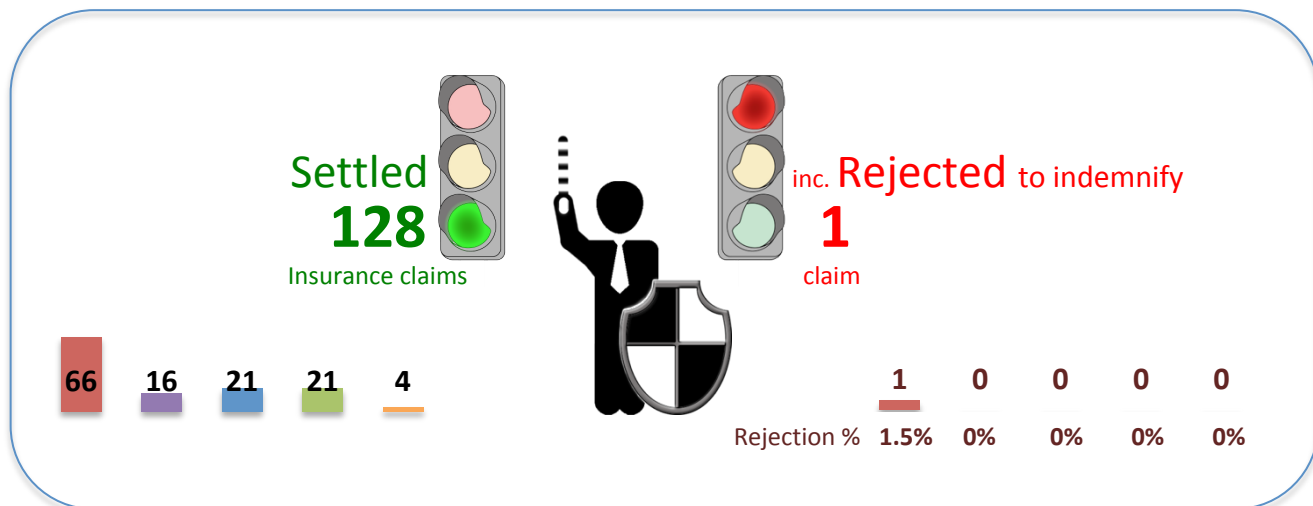 Settled
128
Insurance claims
inc. Rejected to indemnify
1
claim
66 16 21 21 4
1 0 0 0 0
Rejection % 1.5% 0% 0% 0% 0%